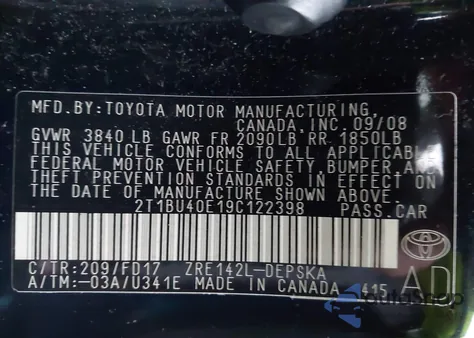 MFD.BY:TOYOTA MOTOR MANUFACTURING,
CANADA,INC. 09/08
GVWR 3840 LB GAWR FR 2090LB RR 1850LB
THIS VEHICLE CONFORMS TO ALL APPLICABLE
FEDERAL MOTOR VEHICLE SAFETY, BUMPER, AND
THEFT PREVENTION STANDARDS IN EFFECT ON
THE DATE OF MANUFACTURE SHOWN ABOVE.
2T1BU40E19C122398 PASS.CAR
C/TR:209/FD17 ZRE142L-DEPSKA
A/TM:-03A/U341E MADE IN CANADA 415
AD
AutoSnap